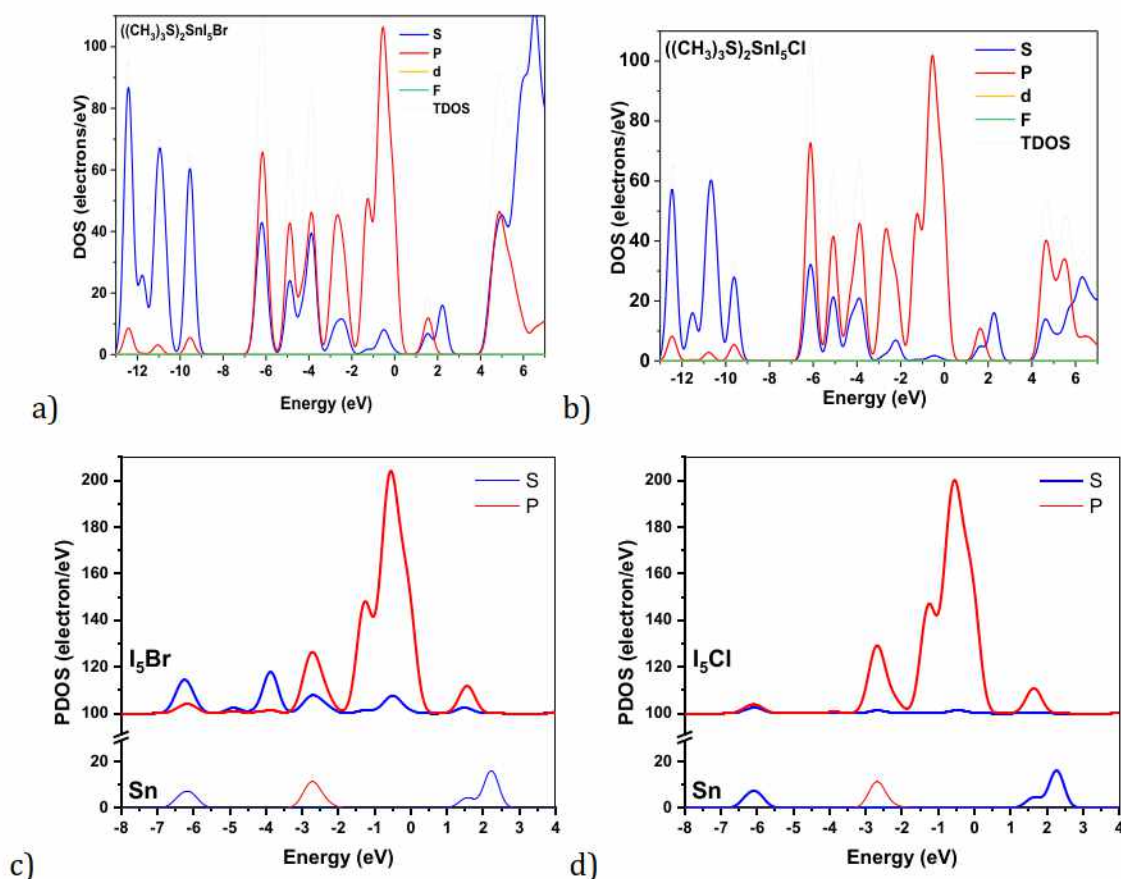 ((CH₃)₃S)₂SnI₅Br
S
P
d
F
TDOS
DOS (electrons/eV)
100
80
60
40
20
0
-12 -10 -8 -6 -4 -2 0 2 4 6
Energy (eV)
a)
((CH₃)₃S)₂SnI₅Cl
S
P
d
F
TDOS
DOS (electrons/eV)
100
80
60
40
20
0
-12 -10 -8 -6 -4 -2 0 2 4 6
Energy (eV)
b)
S
P
PDOS (electron/eV)
200
180
160
140
120
100
20
0
I₅Br
Sn
-8 -7 -6 -5 -4 -3 -2 -1 0 1 2 3 4
Energy (eV)
c)
S
P
PDOS (electron/eV)
200
180
160
140
120
100
20
0
I₅Cl
Sn
-8 -7 -6 -5 -4 -3 -2 -1 0 1 2 3 4
Energy (eV)
d)